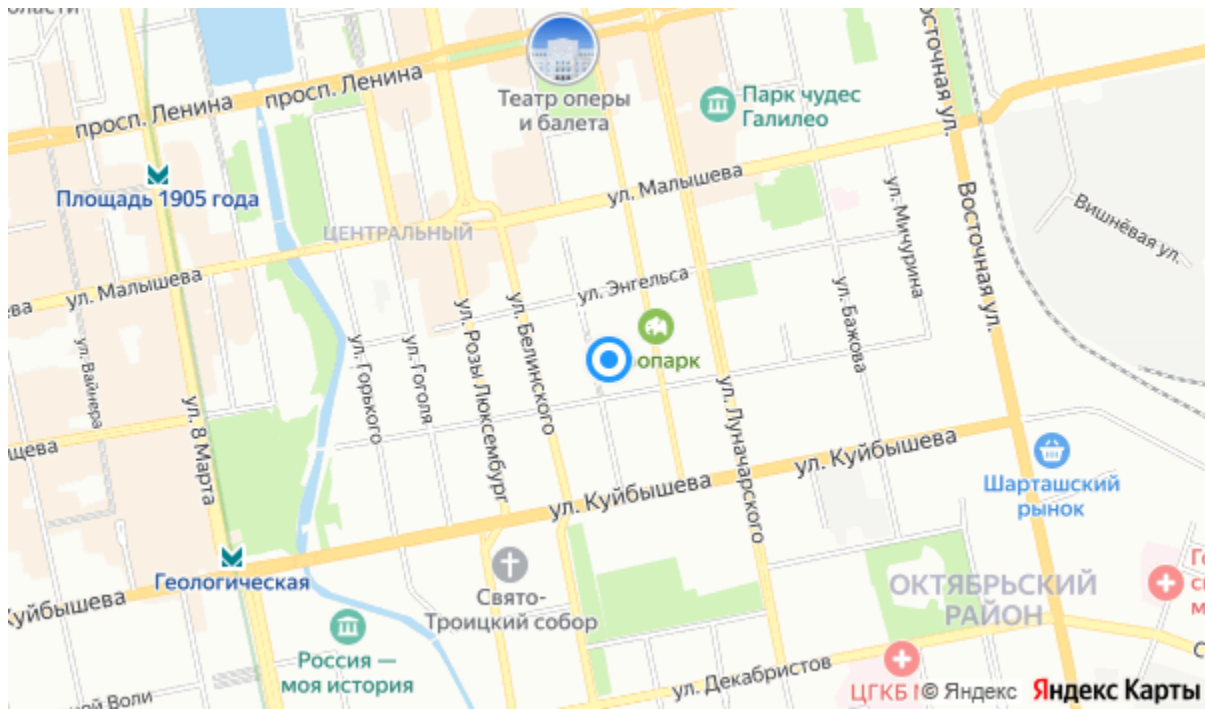 просп. Ленина
просп. Ленина
Театр оперы
и балета
Парк чудес
Галилео
Восточная ул.
Площадь 1905 года
ул. Малышева
ЦЕНТРАЛЬНЫЙ
ул. Малышева
ул. Мичурина
Восточная ул.
Вишнёвая ул.
ул. Энгельса
ул. Бажова
ул. Вайнера
ул. Горького
ул. Гоголя
ул. Розы Люксембург
ул. Белинского
опарк
ул. Луначарского
ул. 8 Марта
ул. Куйбышева
ул. Куйбышева
Шарташский
рынок
Геологическая
Куйбышева
Свято-
Троицкий собор
ОКТЯБРЬСКИЙ
РАЙОН
Россия —
моя история
ул. Декабристов
ной Воли
ЦГКБ
© Яндекс
Яндекс Карты